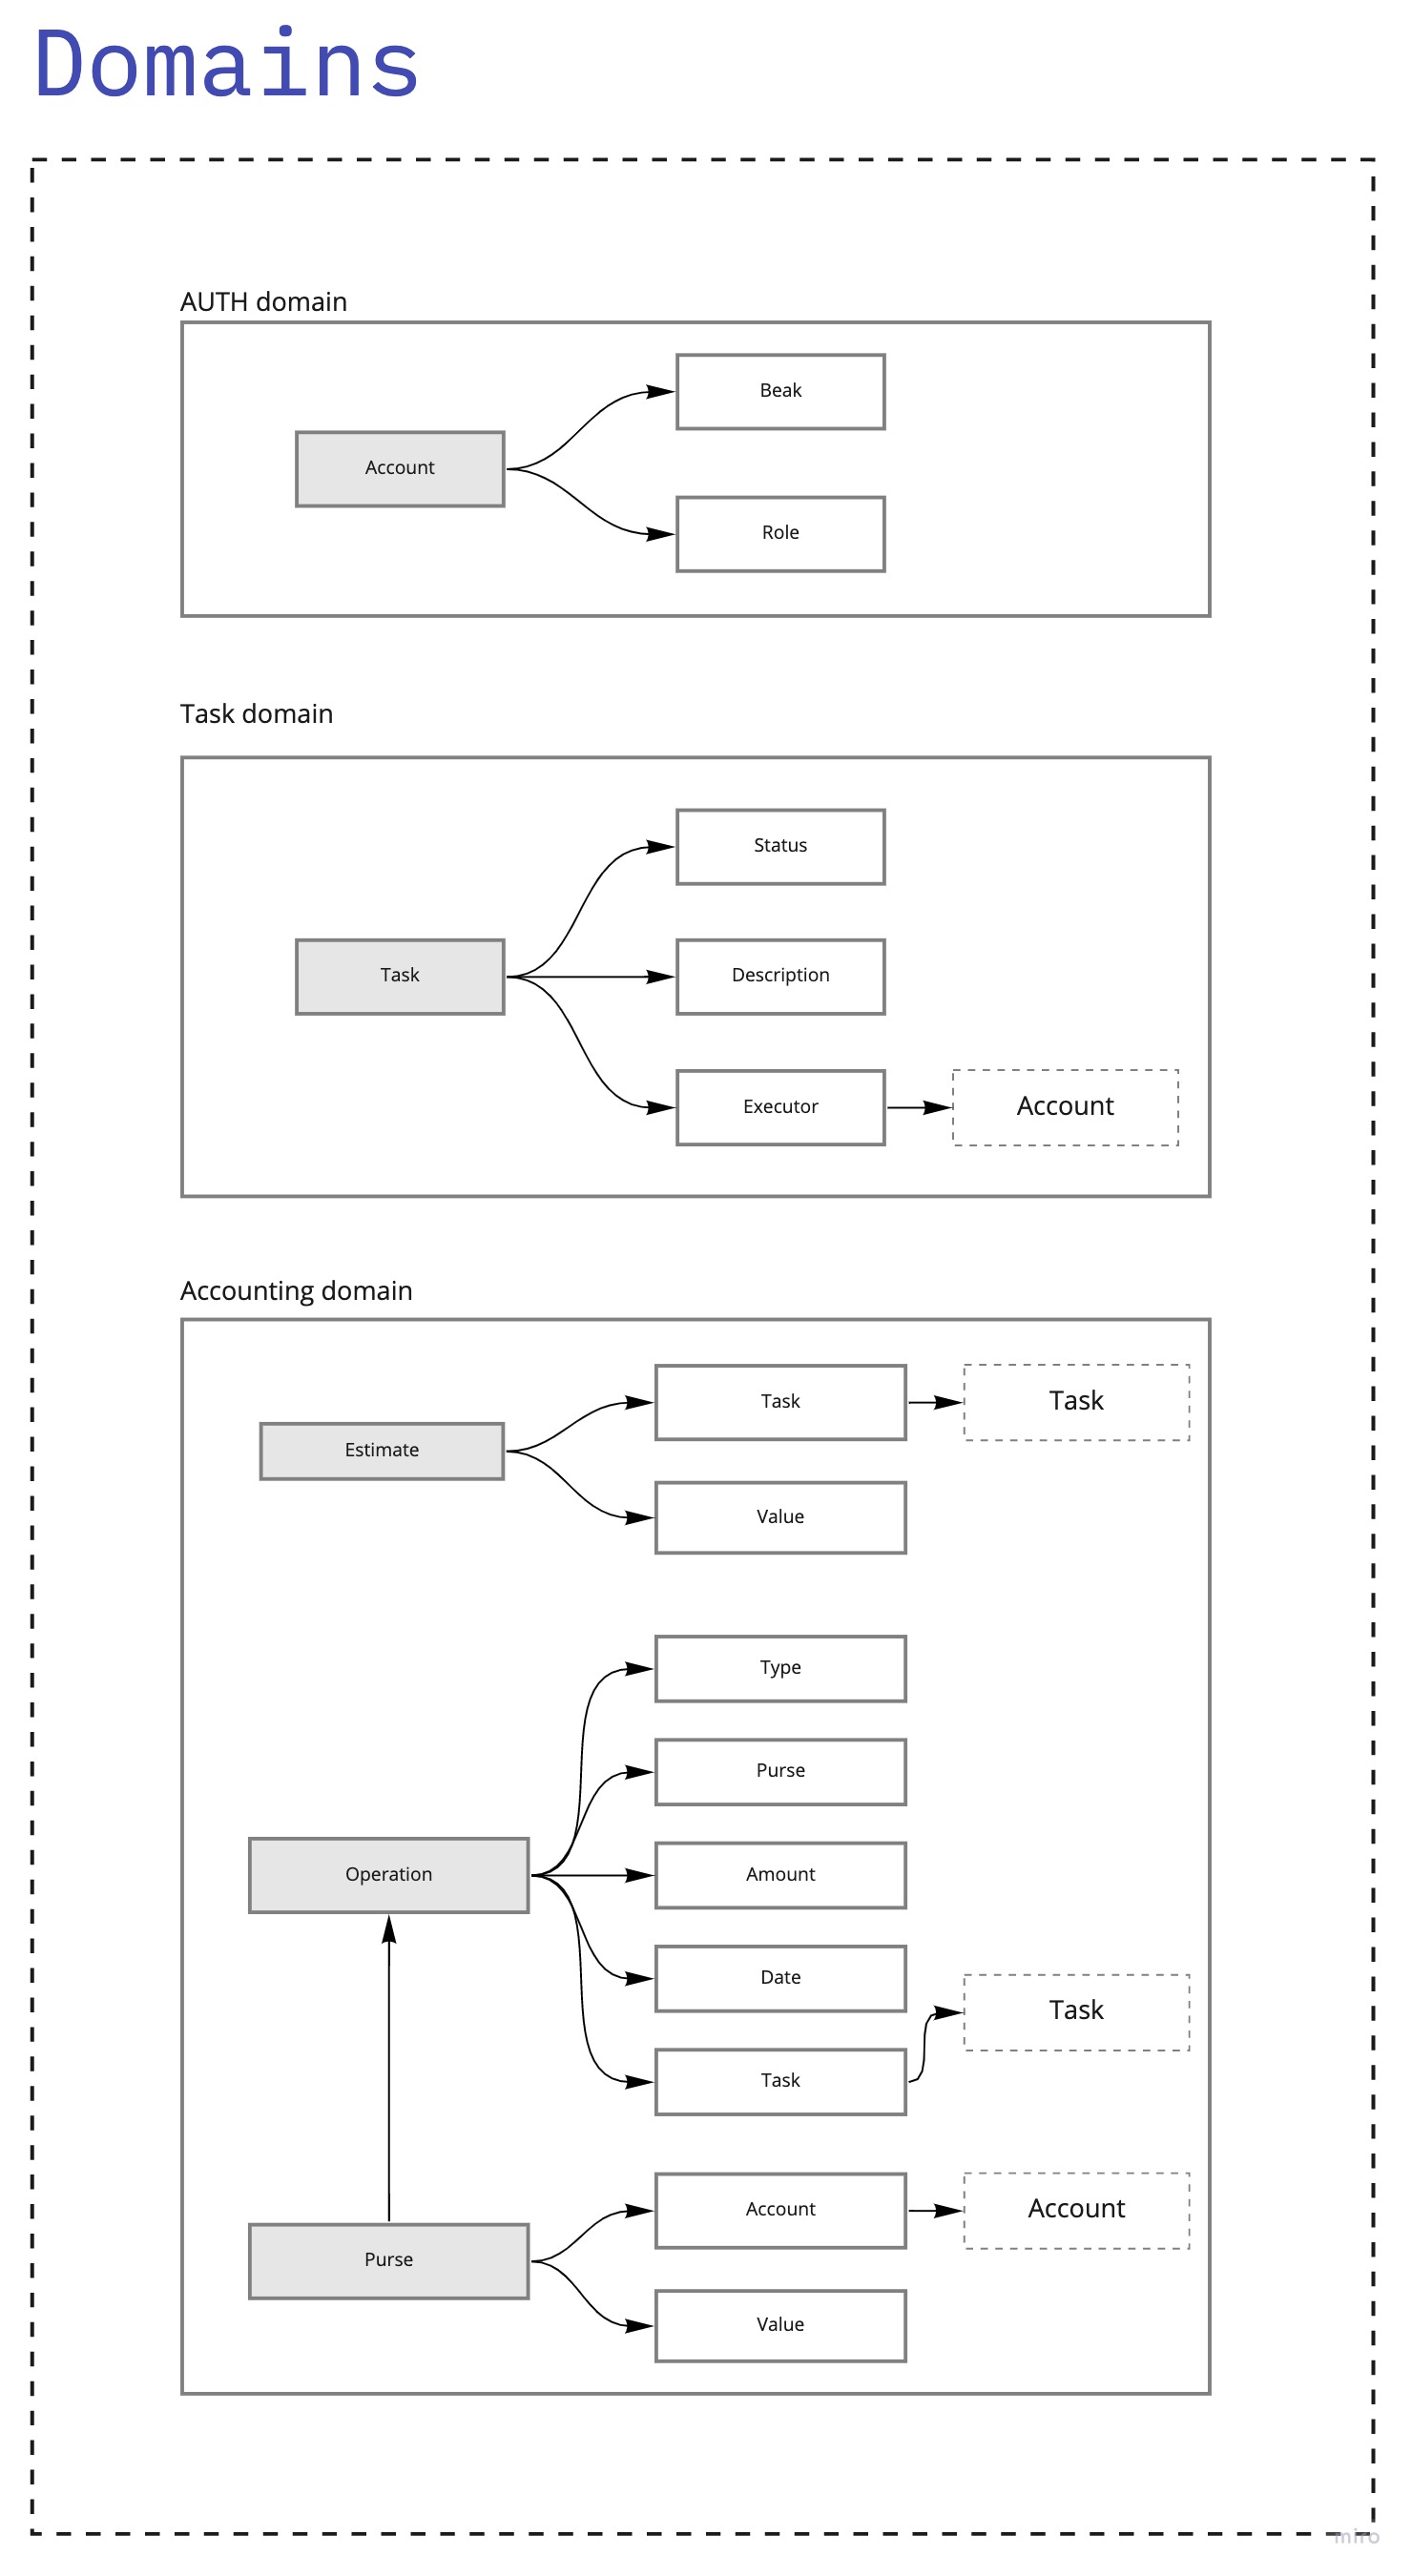 Domains
AUTH domain
Beak
Account
Role
Task domain
Status
Task
Description
Executor
Account
Accounting domain
Task
Task
Estimate
Value
Type
Purse
Operation
Amount
Date
Task
Task
Account
Account
Purse
Value
miro